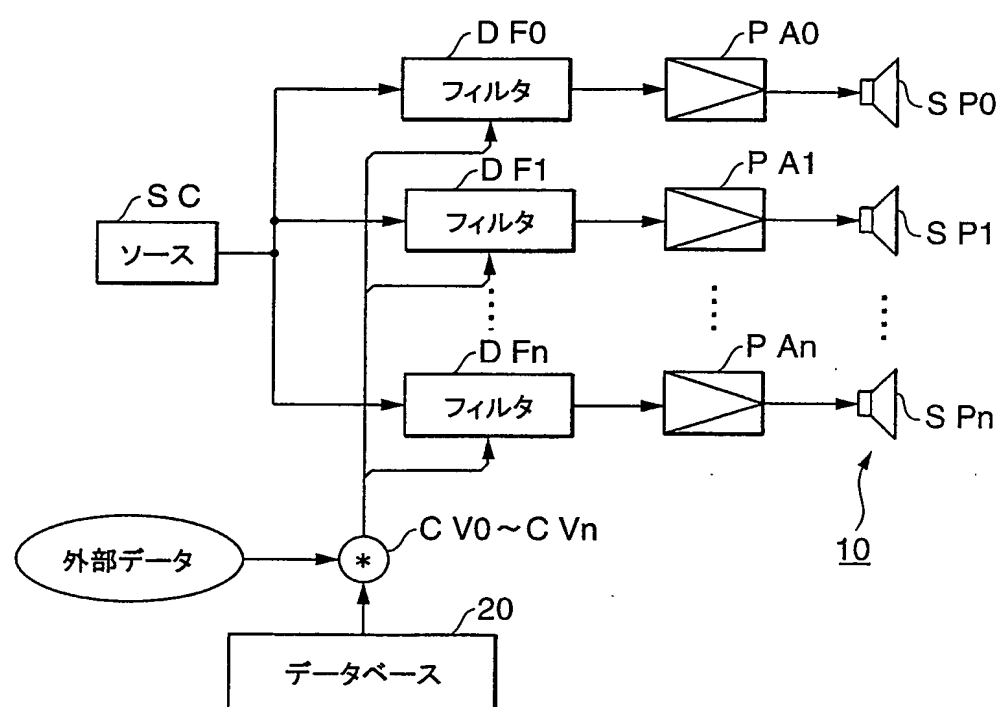 D F0
P A0
フィルタ
S P0
D F1
P A1
S C
フィルタ
S P1
ソース
D Fn
P An
フィルタ
S Pn
C V0～C Vn
10
外部データ
*
20
データベース